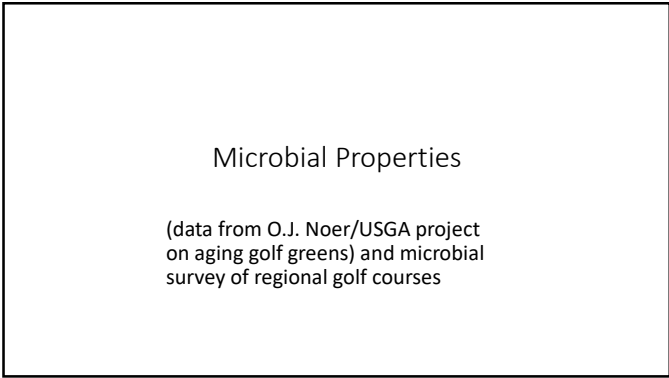 Microbial Properties
(data from O.J. Noer/USGA project
on aging golf greens) and microbial
survey of regional golf courses